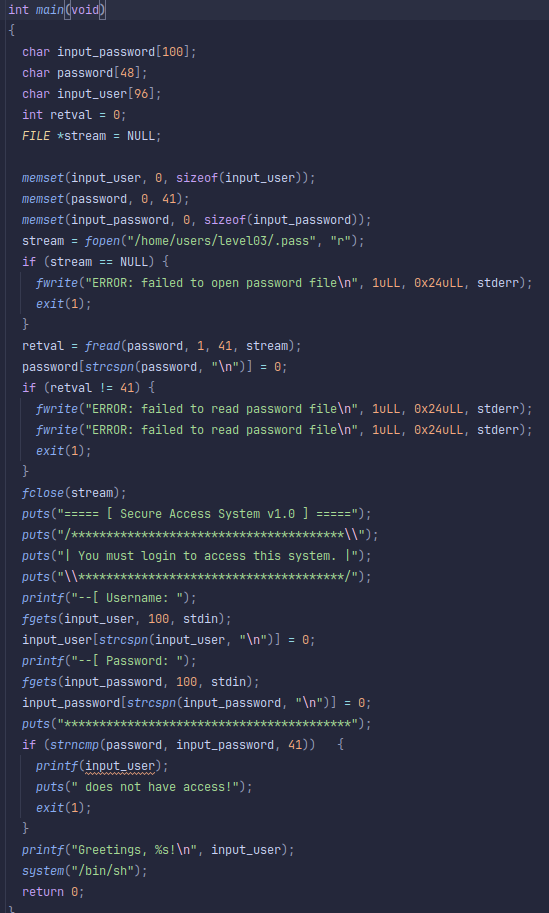 int main(void)
{
  char input_password[100];
  char password[48];
  char input_user[96];
  int retval = 0;
  FILE *stream = NULL;

  memset(input_user, 0, sizeof(input_user));
  memset(password, 0, 41);
  memset(input_password, 0, sizeof(input_password));
  stream = fopen("/home/users/level03/.pass", "r");
  if (stream == NULL) {
    fwrite("ERROR: failed to open password file\n", 1uLL, 0x24uLL, stderr);
    exit(1);
  }
  retval = fread(password, 1, 41, stream);
  password[strcspn(password, "\n")] = 0;
  if (retval != 41) {
    fwrite("ERROR: failed to read password file\n", 1uLL, 0x24uLL, stderr);
    fwrite("ERROR: failed to read password file\n", 1uLL, 0x24uLL, stderr);
    exit(1);
  }
  fclose(stream);
  puts("===== [ Secure Access System v1.0 ] =====");
  puts("/***************************************\\");
  puts("| You must login to access this system. |");
  puts("\\**************************************/");
  printf("--[ Username: ");
  fgets(input_user, 100, stdin);
  input_user[strcspn(input_user, "\n")] = 0;
  printf("--[ Password: ");
  fgets(input_password, 100, stdin);
  input_password[strcspn(input_password, "\n")] = 0;
  puts("*****************************************");
  if (strncmp(password, input_password, 41))   {
    printf(input_user);
    puts(" does not have access!");
    exit(1);
  }
  printf("Greetings, %s!\n", input_user);
  system("/bin/sh");
  return 0;
}